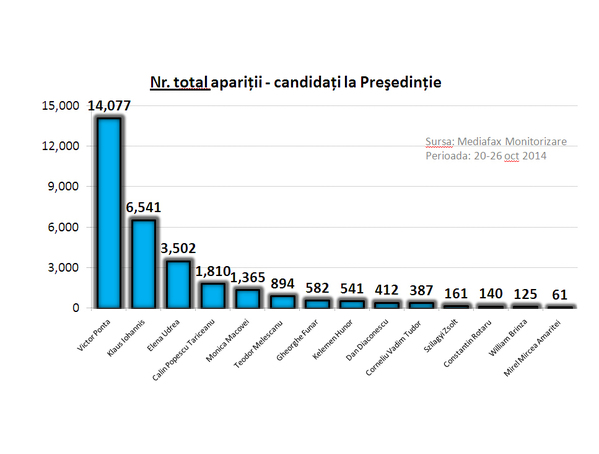 Nr. total apariții - candidați la Președinție
Sursa: Mediafax Monitorizare
Perioada: 20-26 oct 2014
15,000
12,000
9,000
6,000
3,000
0
14,077
6,541
3,502
1,810
1,365
894
582
541
412
387
161
140
125
61
Victor Ponta
Klaus Iohannis
Elena Udrea
Calin Popescu Tariceanu
Monica Macovei
Teodor Melescanu
Gheorghe Funar
Kelemen Hunor
Dan Diaconescu
Corneliu Vadim Tudor
Szilagyi Zsolt
Constantin Rotaru
William Brinza
Mirel Mircea Amaritei